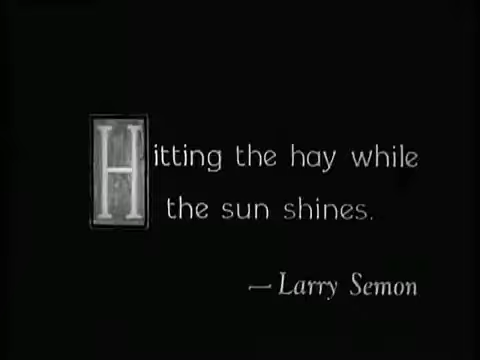 Hitting the hay while
the sun shines.
— Larry Semon